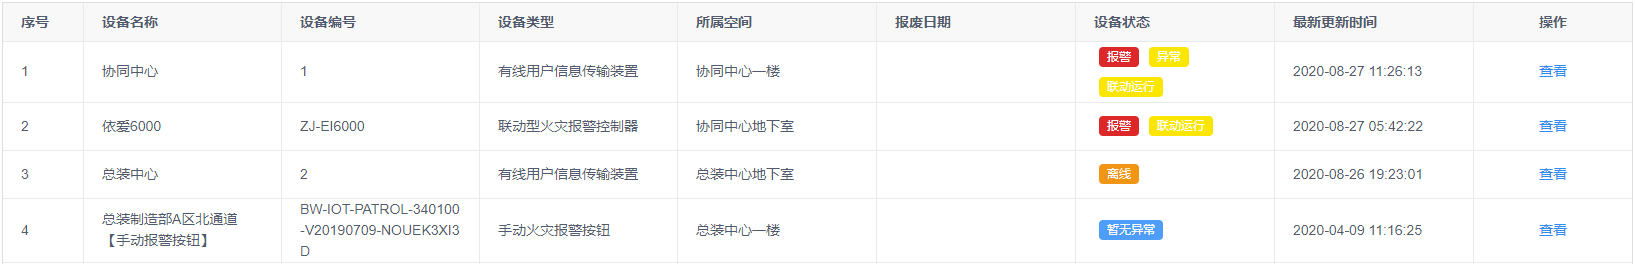 序号 设备名称 设备编号 设备类型 所属空间 报废日期 设备状态 最新更新时间 操作
1 协同中心 1 有线用户信息传输装置 协同中心一楼 报警 异常 2020-08-27 11:26:13 查看
联动运行
2 依爱6000 ZJ-EI6000 联动型火灾报警控制器 协同中心地下室 报警 联动运行 2020-08-27 05:42:22 查看
3 总装中心 2 有线用户信息传输装置 总装中心地下室 离线 2020-08-26 19:23:01 查看
4 总装制造部A区北通道 BW-IOT-PATROL-340100 手动火灾报警按钮 总装中心一楼 暂无异常 2020-04-09 11:16:25 查看
【手动报警按钮】 -V20190709-NOUEK3XI3
D